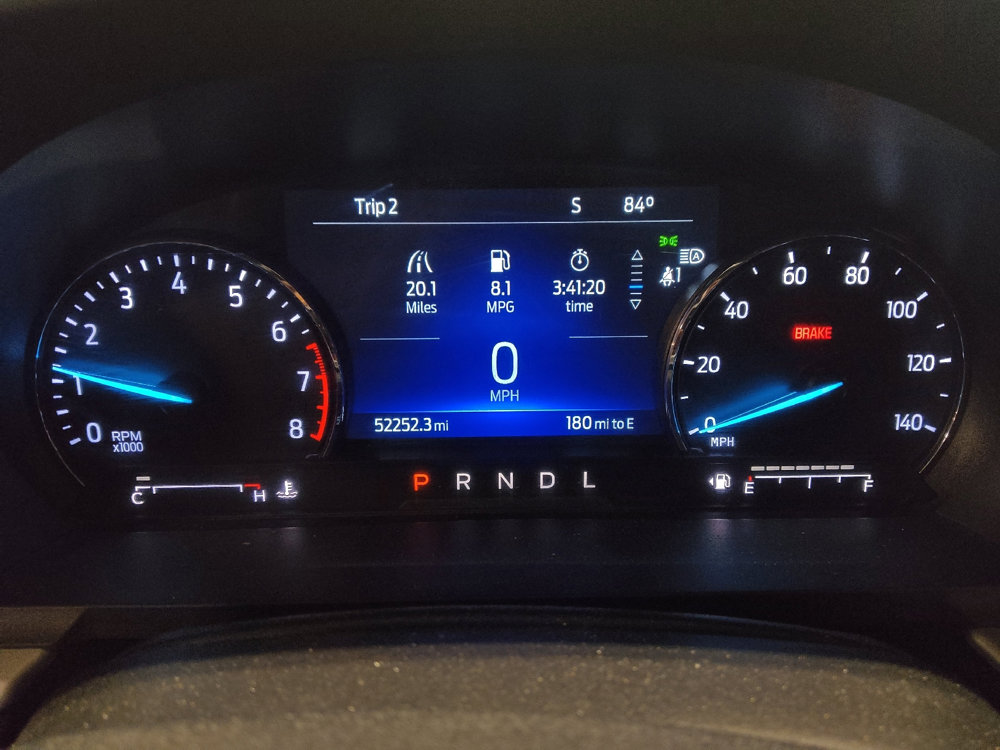 Trip 2 S 84º
20.1 8.1 3:41:20
Miles MPG time
A
1
0
MPH
52252.3 mi 180 mi to E
0 1 2 3 4 5 6 7 8
RPM
x1000
0 20 40 60 80 100 120 140
BRAKE
MPH
C H
P R N D L
E F